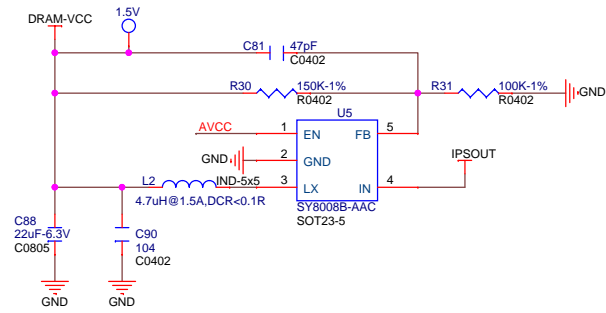 1.5V
DRAM-VCC
C81
47pF
C0402
R30
150K-1%
R0402
R31
100K-1%
R0402
GND
U5
AVCC
1
EN
FB
5
GND
2
GND
IPSOUT
3
LX
IN
4
L2
IND-5x5
4.7uH@1.5A,DCR<0.1R
SY8008B-AAC
SOT23-5
C88
22uF-6.3V
C0805
C90
104
C0402
GND
GND